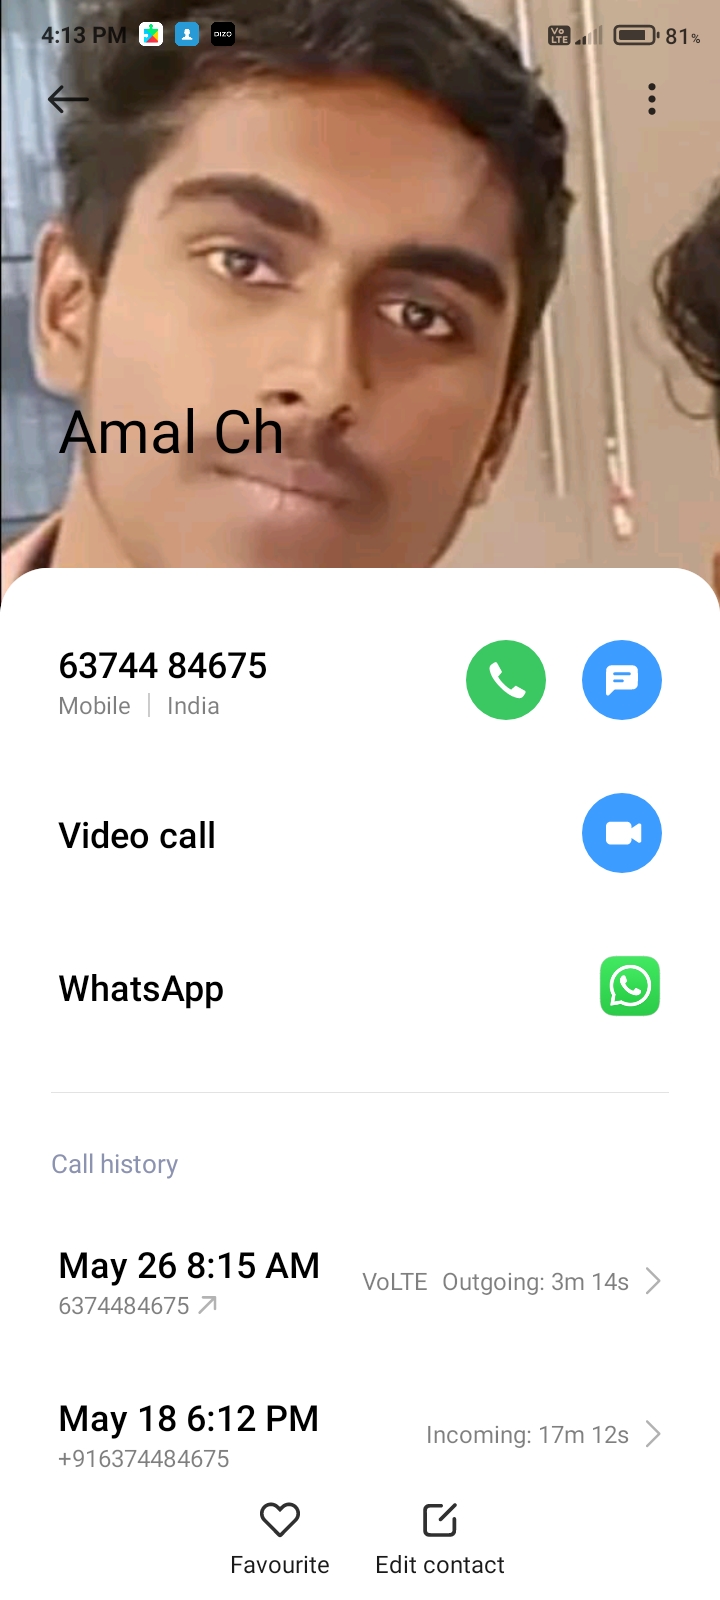 4:13 PM DIZO Vo LTE 81%
Amal Ch
63744 84675
Mobile | India
Video call
WhatsApp
Call history
May 26 8:15 AM VoLTE Outgoing: 3m 14s
6374484675
May 18 6:12 PM Incoming: 17m 12s
+916374484675
Favourite Edit contact